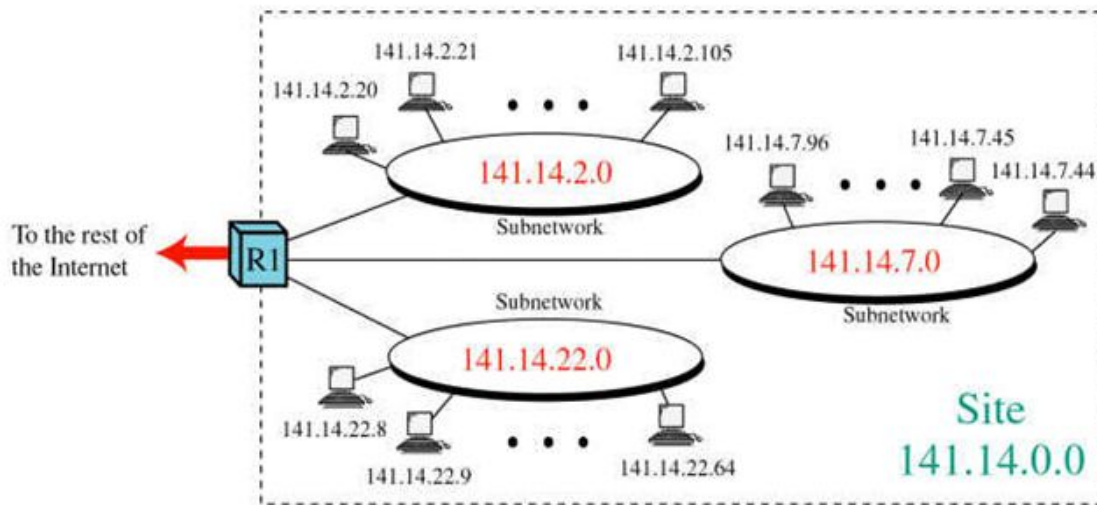 141.14.2.21
141.14.2.105
141.14.2.20
141.14.7.96
141.14.7.45
141.14.7.44
141.14.2.0
Subnetwork
To the rest of
the Internet
R1
141.14.7.0
Subnetwork
Subnetwork
141.14.22.0
141.14.22.8
141.14.22.9
141.14.22.64
Site
141.14.0.0